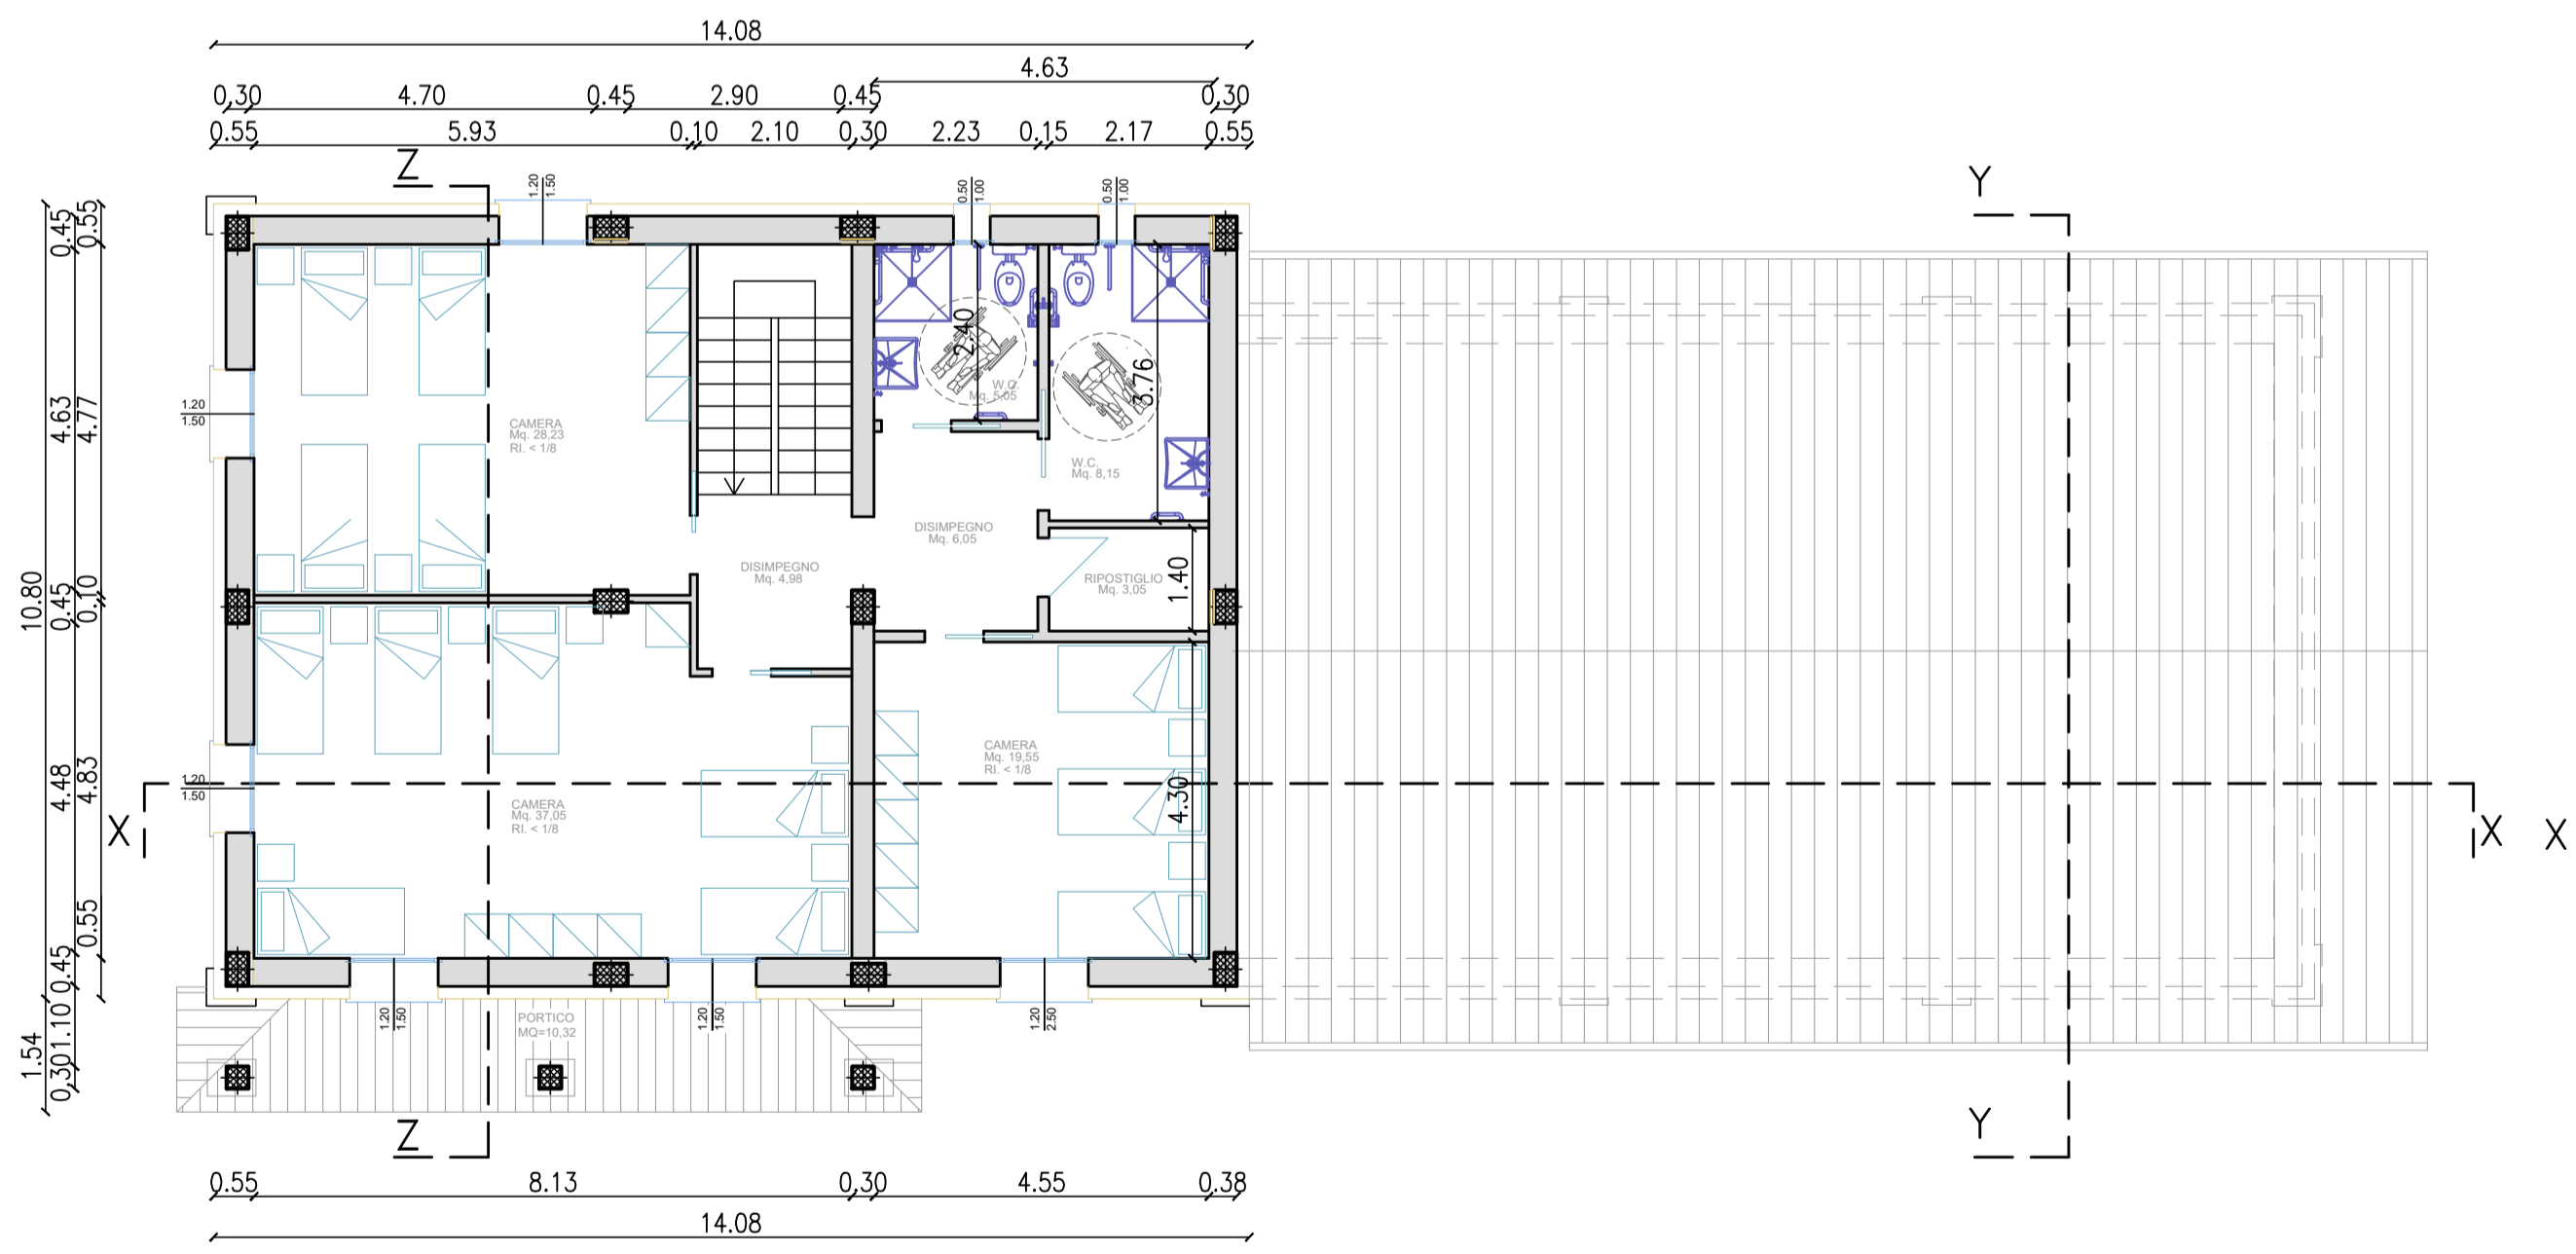 14.08
4.63
0,30 4.70 0.45 2.90 0.45 0,30
0.55 5.93 0.10 2.10 0,30 2.23 0.15 2.17 0.55
Z
Y
1.20
1.50
0.50
1.00
0.50
1.00
0.45
0.55
4.63
4.77
1.20
1.50
CAMERA
Mq. 28,23
RI. < 1/8
2.40
W.C.
Mq. 5,05
3.76
W.C.
Mq. 8,15
DISIMPEGNO
Mq. 6,05
DISIMPEGNO
Mq. 4,98
RIPOSTIGLIO
Mq. 3,05
1.40
10.80
0.45
0.10
4.48
4.83
1.20
1.50
CAMERA
Mq. 19,55
RI. < 1/8
4.30
CAMERA
Mq. 37,05
RI. < 1/8
X
X
X
0.55
0.45
1.10
0,30
1.54
1.20
1.50
PORTICO
MQ=10,32
1.20
1.50
1.20
2.50
Z
Y
0.55 8.13 0,30 4.55 0.38
14.08